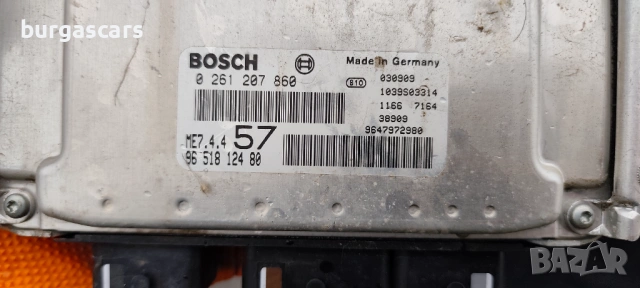 burgascars
BOSCH
Made in Germany
0 261 207 860
E10
030909 -
1039S03314
1166 7164
38909
9647972980
ME7.4.4 57
96 518 124 80
BAZAR